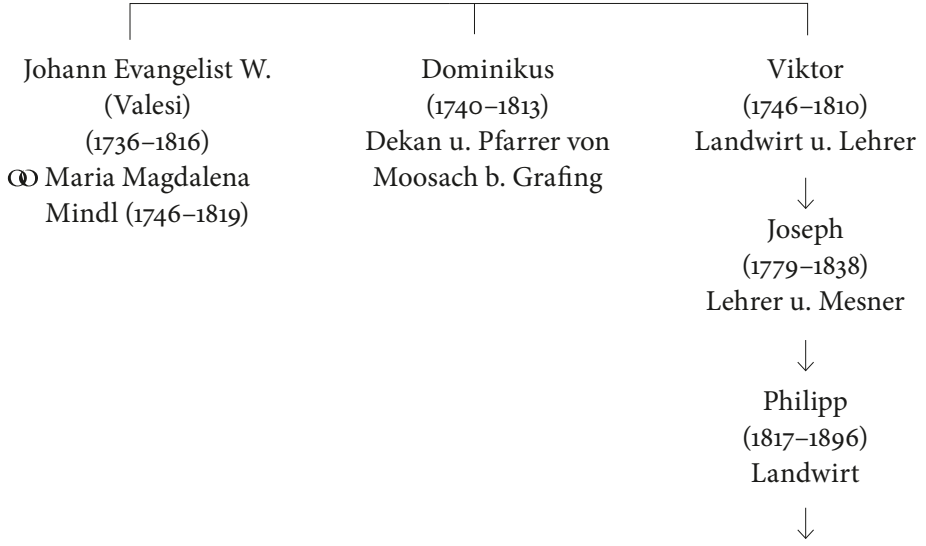 Johann Evangelist W.
(Valesi)
(1736–1816)
⚭ Maria Magdalena
Mindl (1746–1819)
Dominikus
(1740–1813)
Dekan u. Pfarrer von
Moosach b. Grafing
Viktor
(1746–1810)
Landwirt u. Lehrer
Joseph
(1779–1838)
Lehrer u. Mesner
Philipp
(1817–1896)
Landwirt